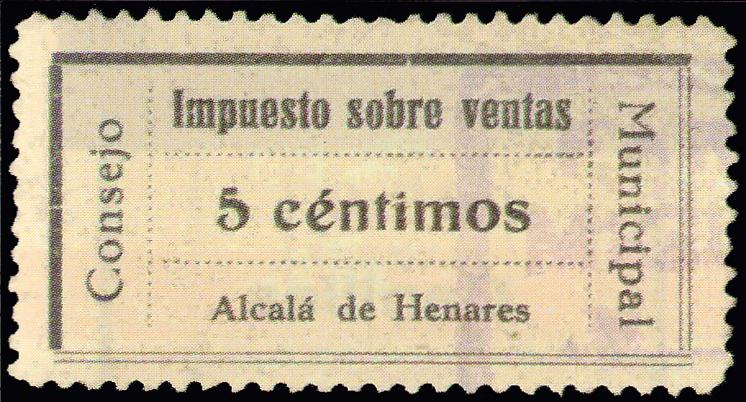 Consejo
Impuesto sobre ventas
5 céntimos
Alcalá de Henares
Municipal